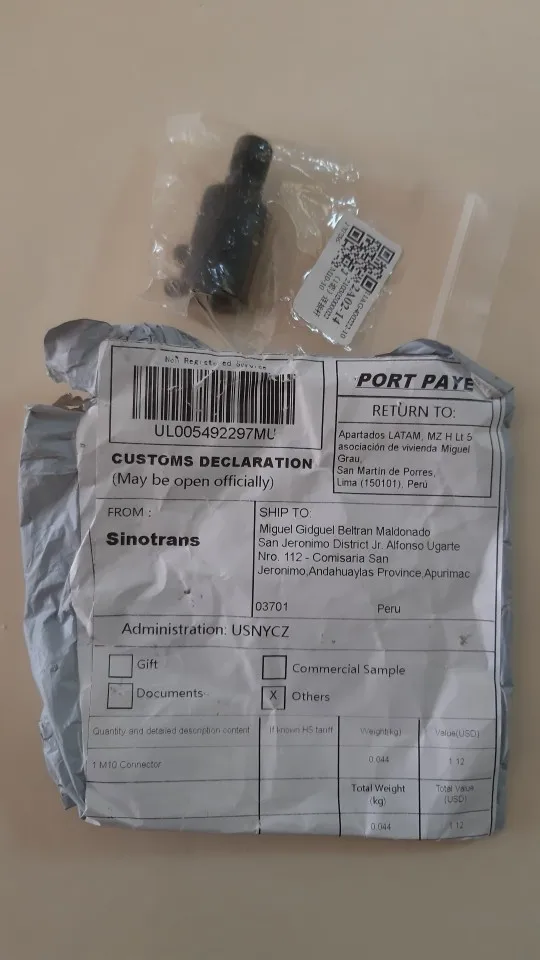 Non Registered Service
UL005492297MU
PORT PAYE
RETURN TO:
Apartados LATAM, MZ H Lt 5
asociación de vivienda Miguel
Grau,
San Martín de Porres,
Lima (150101), Perú
CUSTOMS DECLARATION
(May be open officially)
FROM :
Sinotrans
SHIP TO:
Miguel Gidguel Beltran Maldonado
San Jeronimo District Jr. Alfonso Ugarte
Nro. 112 - Comisaria San
Jeronimo,Andahuaylas Province,Apurimac
03701 Peru
Administration: USNYCZ
Gift
Commercial Sample
Documents
X Others
Quantity and detailed description content If known HS tariff Weight(kg) Value(USD)
1 M10 Connector 0.044 1.12
Total Weight (kg) Total Value (USD)
0.044 1.12